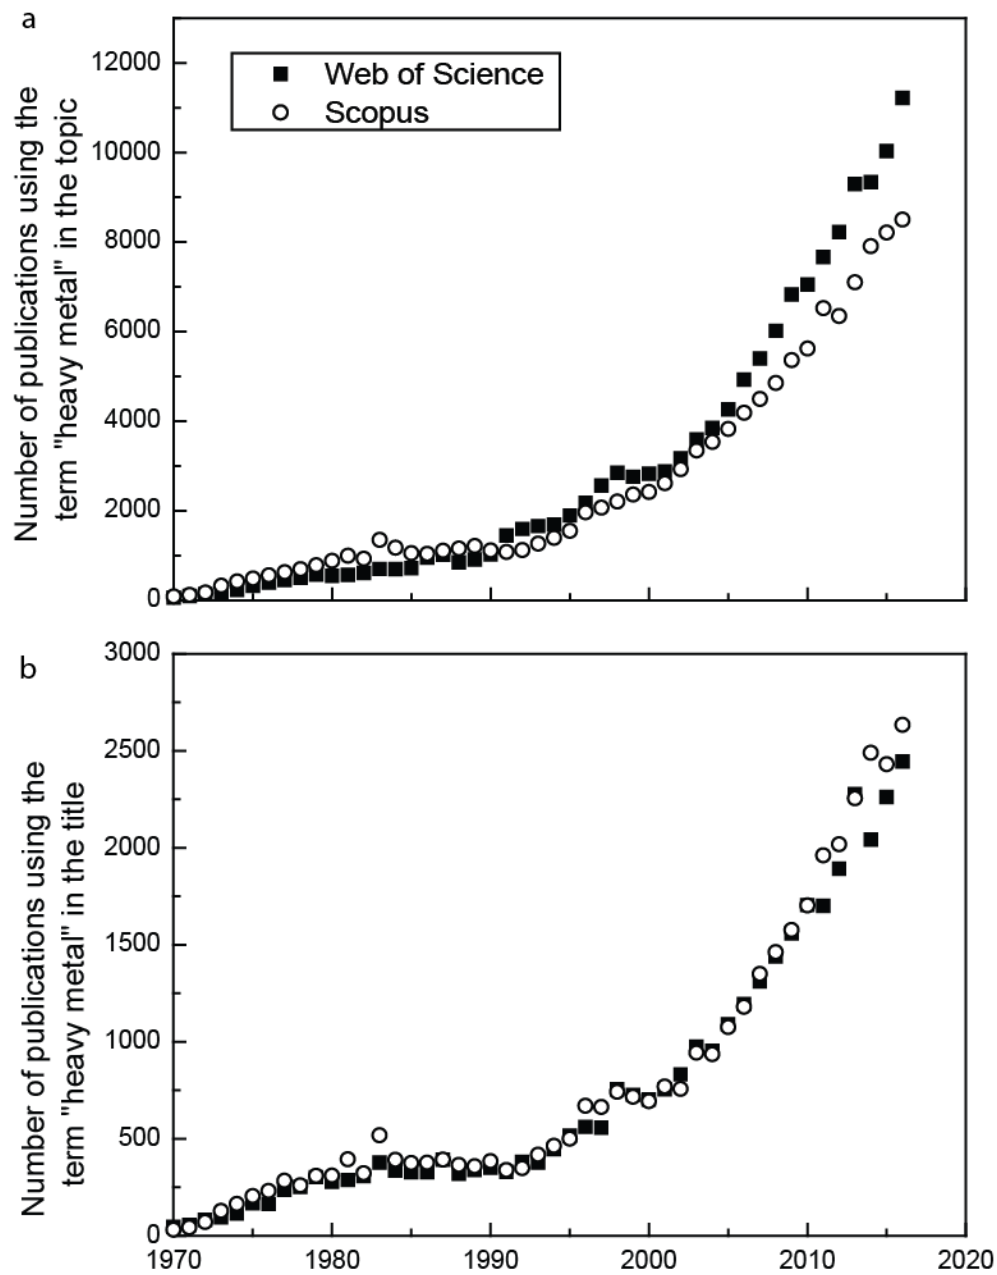 a
Number of publications using the
term "heavy metal" in the topic
12000
10000
8000
6000
4000
2000
0
Web of Science
Scopus
b
Number of publications using the
term "heavy metal" in the title
3000
2500
2000
1500
1000
500
0
1970 1980 1990 2000 2010 2020